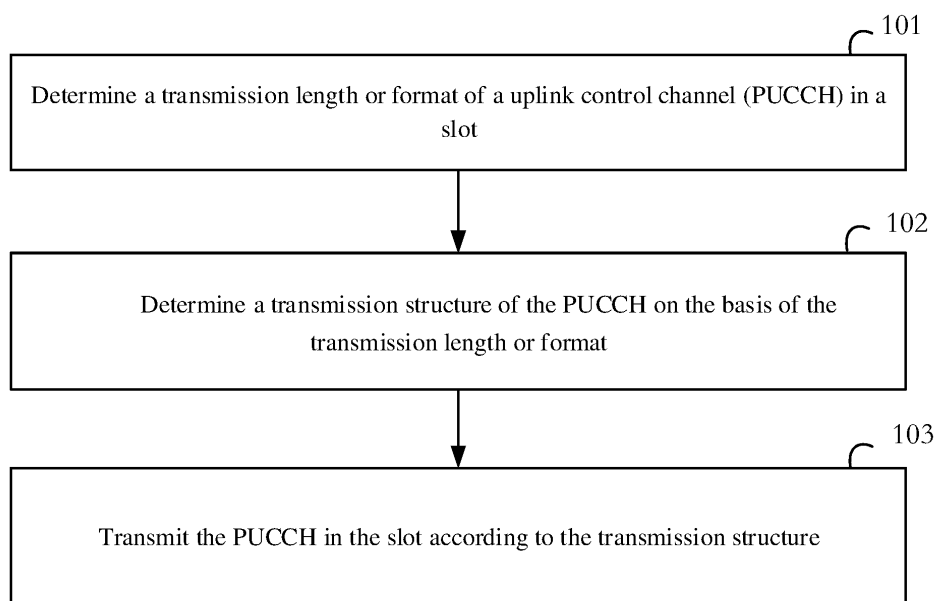 101
Determine a transmission length or format of a uplink control channel (PUCCH) in a
slot
102
Determine a transmission structure of the PUCCH on the basis of the
transmission length or format
103
Transmit the PUCCH in the slot according to the transmission structure